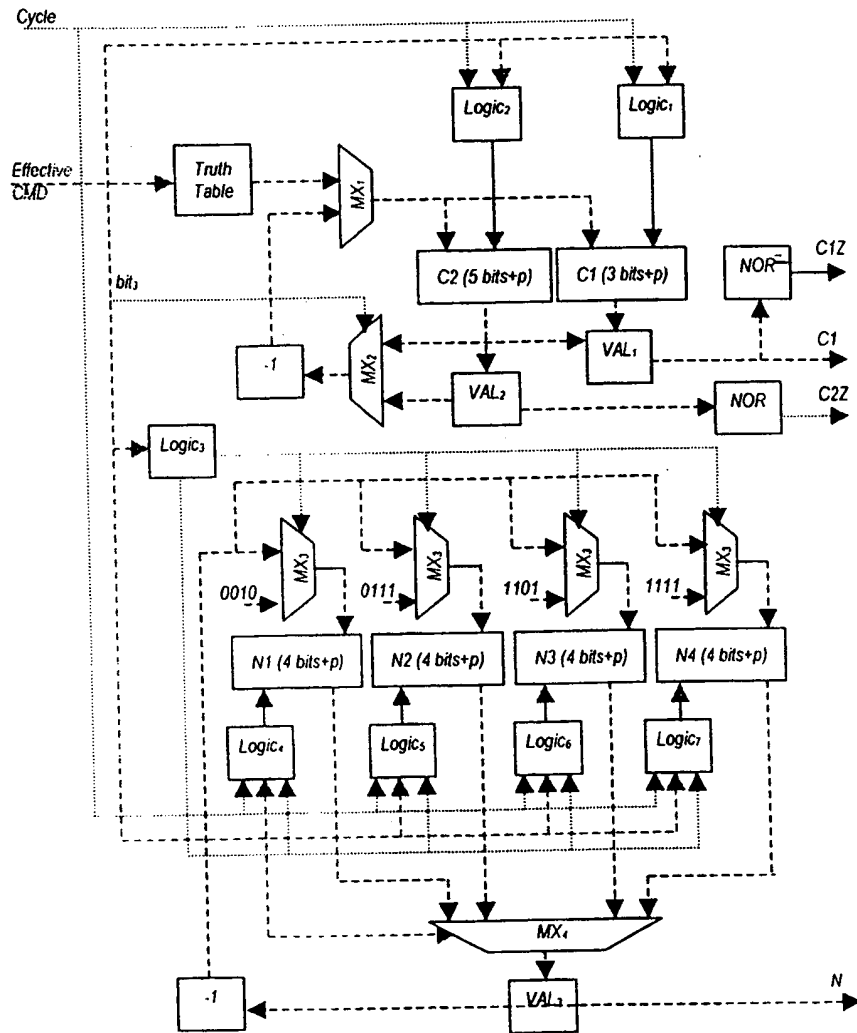 Cycle
Logic₂
Logic₁
Effective
CMD
Truth
Table
MX₁
C2 (5 bits+p)
C1 (3 bits+p)
NOR
C1Z
bit₃
-1
MX₂
VAL₁
C1
VAL₂
NOR
C2Z
Logic₃
MX₃
MX₃
MX₃
MX₃
0010
0111
1101
1111
N1 (4 bits+p)
N2 (4 bits+p)
N3 (4 bits+p)
N4 (4 bits+p)
Logic₄
Logic₅
Logic₆
Logic₇
MX₄
-1
VAL₃
N